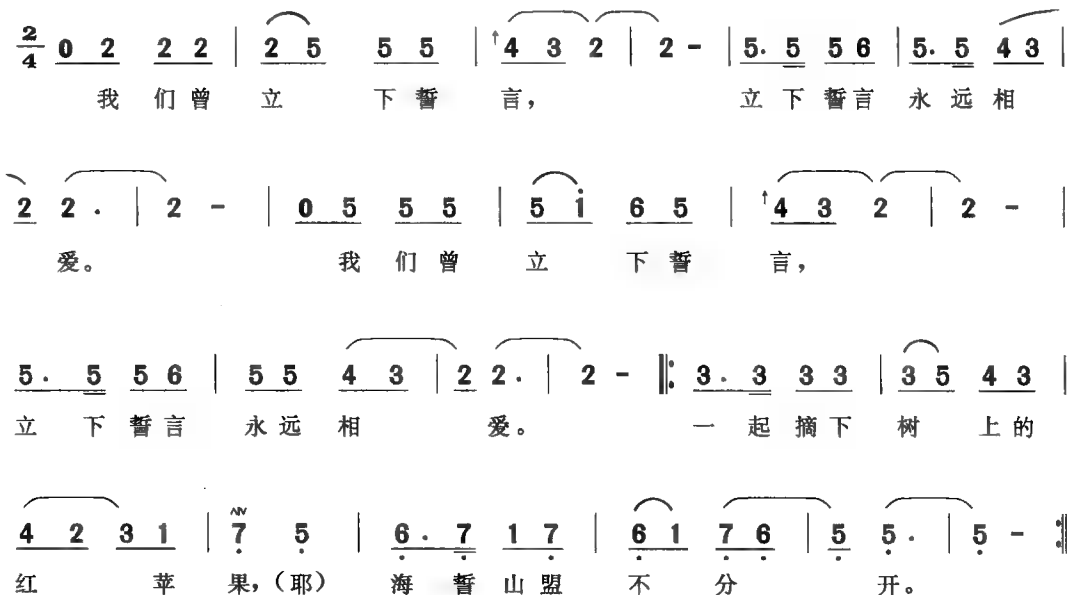 2/4 0 2 2 2 | 2 5 5 5 | ↑4 3 2 | 2 - | 5. 5 5 6 | 5. 5 4 3 |
我们曾立下誓言，立下誓言永远相
2 2. | 2 - | 0 5 5 5 | 5 i 6 5 | ↑4 3 2 | 2 - |
爱。我们曾立下誓言，
5. 5 5 6 | 5 5 4 3 | 2 2. | 2 - ‖: 3. 3 3 3 | 3 5 4 3 |
立下誓言永远相爱。一起摘下树上的
4 2 3 1 | 7 5 | 6. 7 1 7 | 6 1 7 6 | 5 5. | 5 - :‖
红苹果，（耶）海誓山盟不分开。